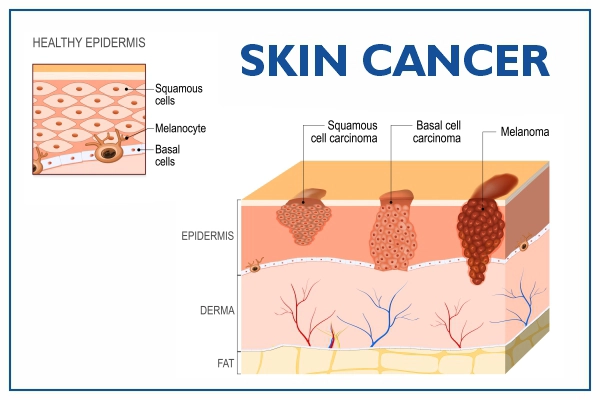 HEALTHY EPIDERMIS
SKIN CANCER
Squamous
cells
Melanocyte
Basal
cells
Squamous
cell carcinoma
Basal cell
carcinoma
Melanoma
EPIDERMIS
DERMA
FAT